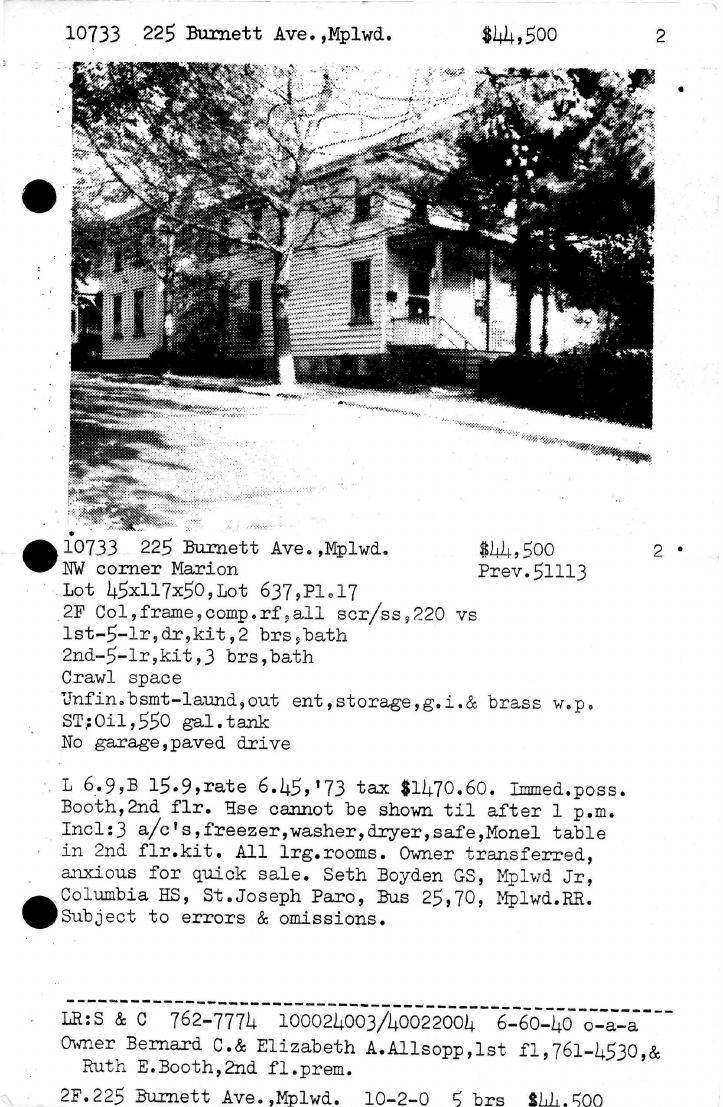 10733 225 Burnett Ave.,Mplwd. $44,500 2
10733 225 Burnett Ave.,Mplwd. $44,500 2
NW corner Marion Prev.51113
Lot 45x117x50,Lot 637,Pl.17
2F Col,frame,comp.rf,all scr/ss,220 vs
1st-5-lr,dr,kit,2 brs,bath
2nd-5-lr,kit,3 brs,bath
Crawl space
Unfin.bsmt-laund,out ent,storage,g.i.& brass w.p.
ST;Oil,550 gal.tank
No garage,paved drive
L 6.9,B 15.9,rate 6.45,'73 tax $1470.60. Immed.poss.
Booth,2nd flr. Hse cannot be shown til after 1 p.m.
Incl:3 a/c's,freezer,washer,dryer,safe,Monel table
in 2nd flr.kit. All lrg.rooms. Owner transferred,
anxious for quick sale. Seth Boyden GS, Mplwd Jr,
Columbia HS, St.Joseph Paro, Bus 25,70, Mplwd.RR.
Subject to errors & omissions.
LR:S & C 762-7774 100024003/40022004 6-60-40 o-a-a
Owner Bernard C.& Elizabeth A.Allsopp,1st fl,761-4530,&
Ruth E.Booth,2nd fl.prem.
2F.225 Burnett Ave.,Mplwd. 10-2-0 5 brs $44.500